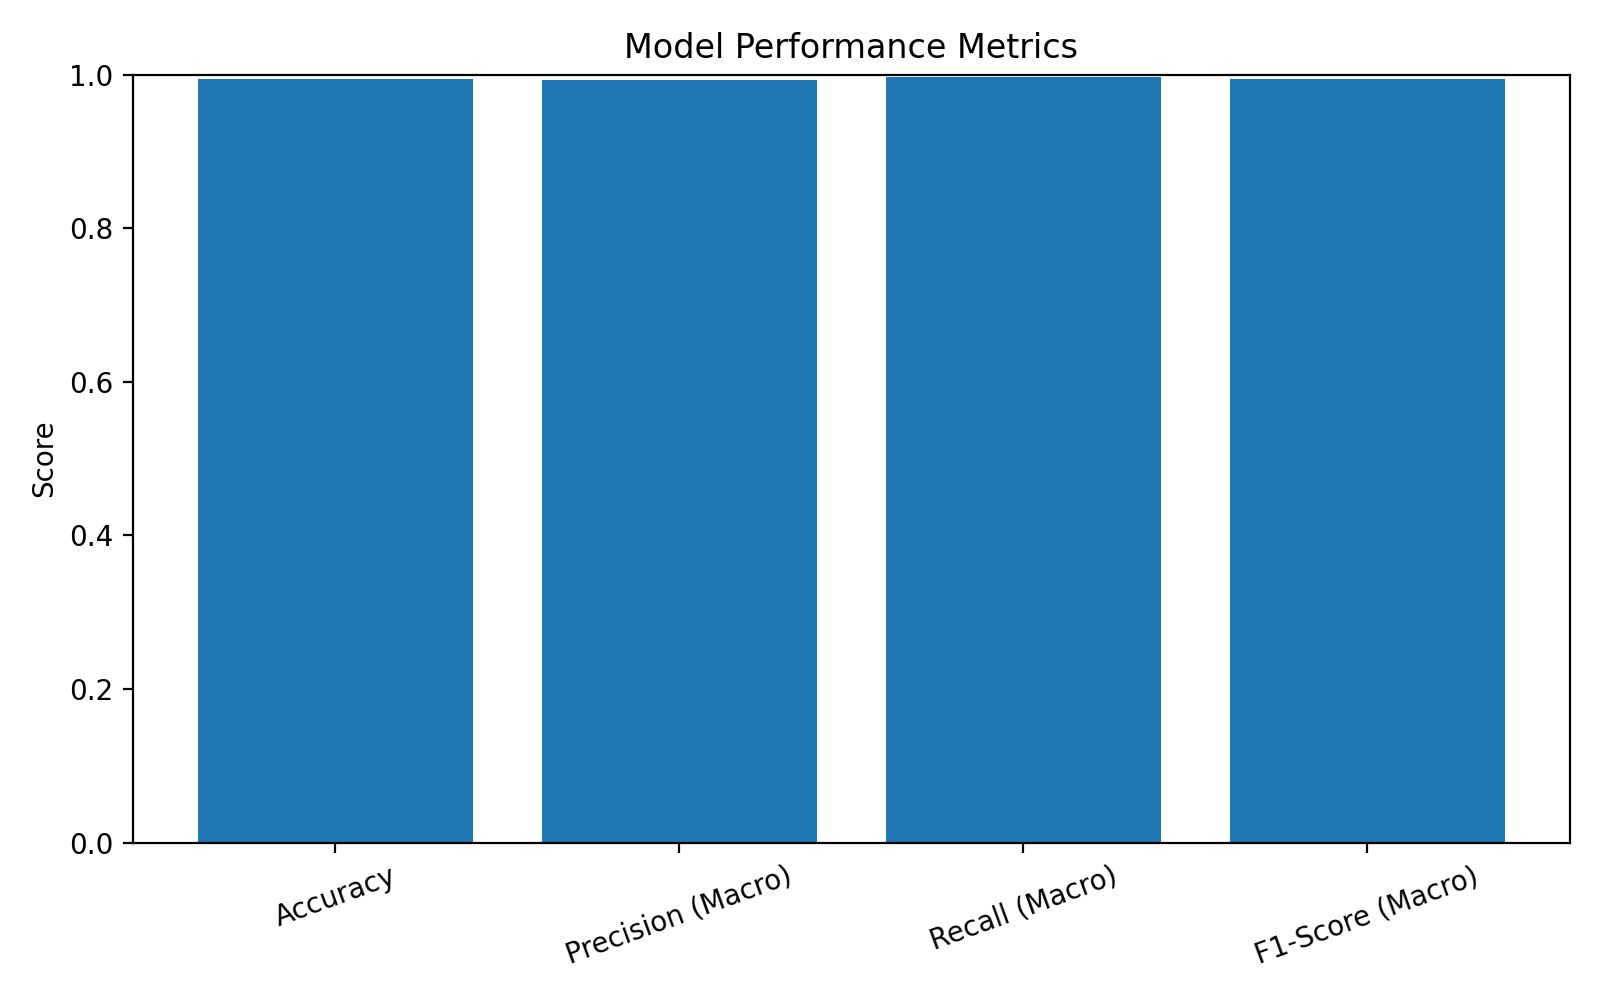 Model Performance Metrics
1.0
0.8
0.6
0.4
0.2
0.0
Score
Accuracy
Precision (Macro)
Recall (Macro)
F1-Score (Macro)